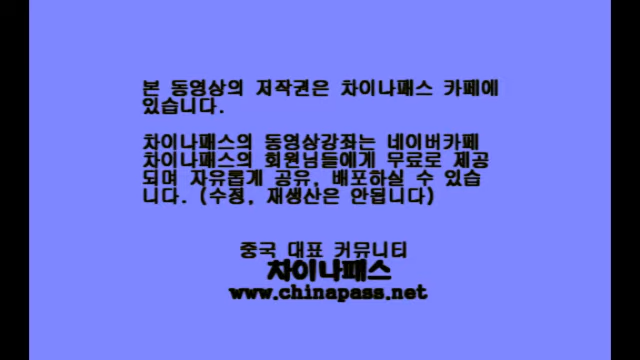 본 동영상의 저작권은 차이나패스 카페에
있습니다.
차이나패스의 동영상강좌는 네이버카페
차이나패스의 회원님들에게 무료로 제공
되며 자유롭게 공유, 배포하실 수 있습
니다. (수정, 재생산은 안됩니다)
중국 대표 커뮤니티
차이나패스
www.chinapass.net